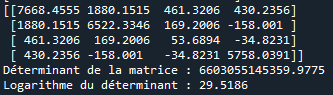 [[7668.4555 1880.1515  461.3206  430.2356]
 [1880.1515 6522.3346  169.2006 -158.001 ]
 [ 461.3206  169.2006   53.6894  -34.8231]
 [ 430.2356 -158.001   -34.8231 5758.0391]]
Déterminant de la matrice : 6603055145359.9775
Logarithme du déterminant : 29.5186